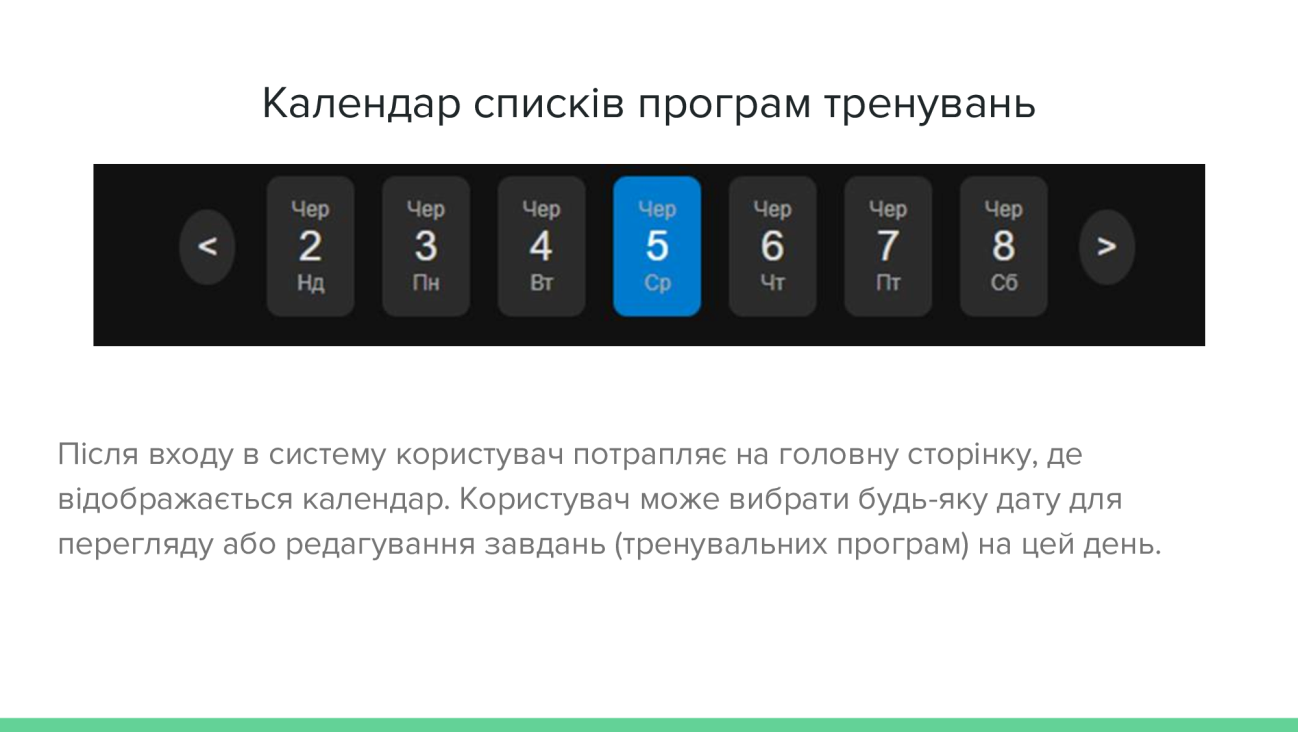 Календар списків програм тренувань
Чер Чер Чер Чер Чер Чер Чер
< 2 3 4 5 6 7 8 >
Нд Пн Вт Ср Чт Пт Сб
Після входу в систему користувач потрапляє на головну сторінку, де
відображається календар. Користувач може вибрати будь-яку дату для
перегляду або редагування завдань (тренувальних програм) на цей день.